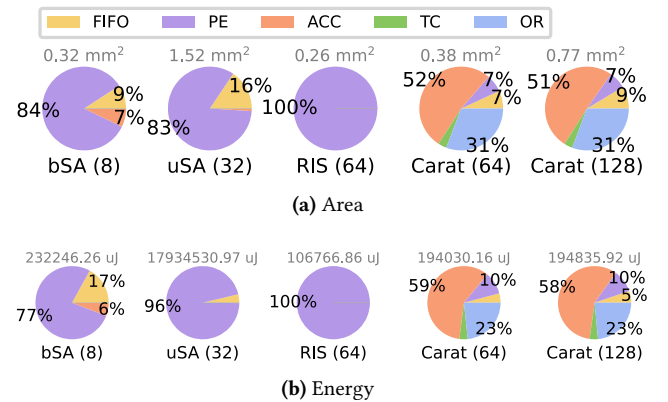 FIFO PE ACC TC OR
0.32 mm² 1.52 mm² 0.26 mm² 0.38 mm² 0.77 mm²
9% 84% 7% 16% 83% 100% 52% 7% 7% 31% 51% 7% 9% 31%
bSA (8) uSA (32) RIS (64) Carat (64) Carat (128)
(a) Area
232246.26 uJ 17934530.97 uJ 106766.86 uJ 194030.16 uJ 194835.92 uJ
17% 77% 6% 96% 100% 59% 10% 23% 58% 10% 5% 23%
bSA (8) uSA (32) RIS (64) Carat (64) Carat (128)
(b) Energy